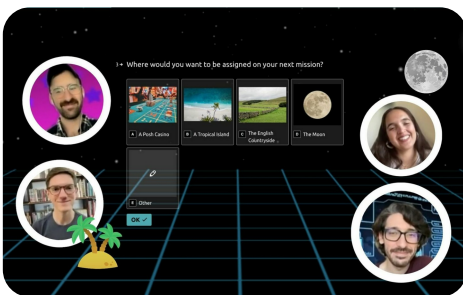 Where would you want to be assigned on your next mission?
A A Posh Casino
B A Tropical Island
C The English
Countryside
D The Moon
E Other
OK ✓